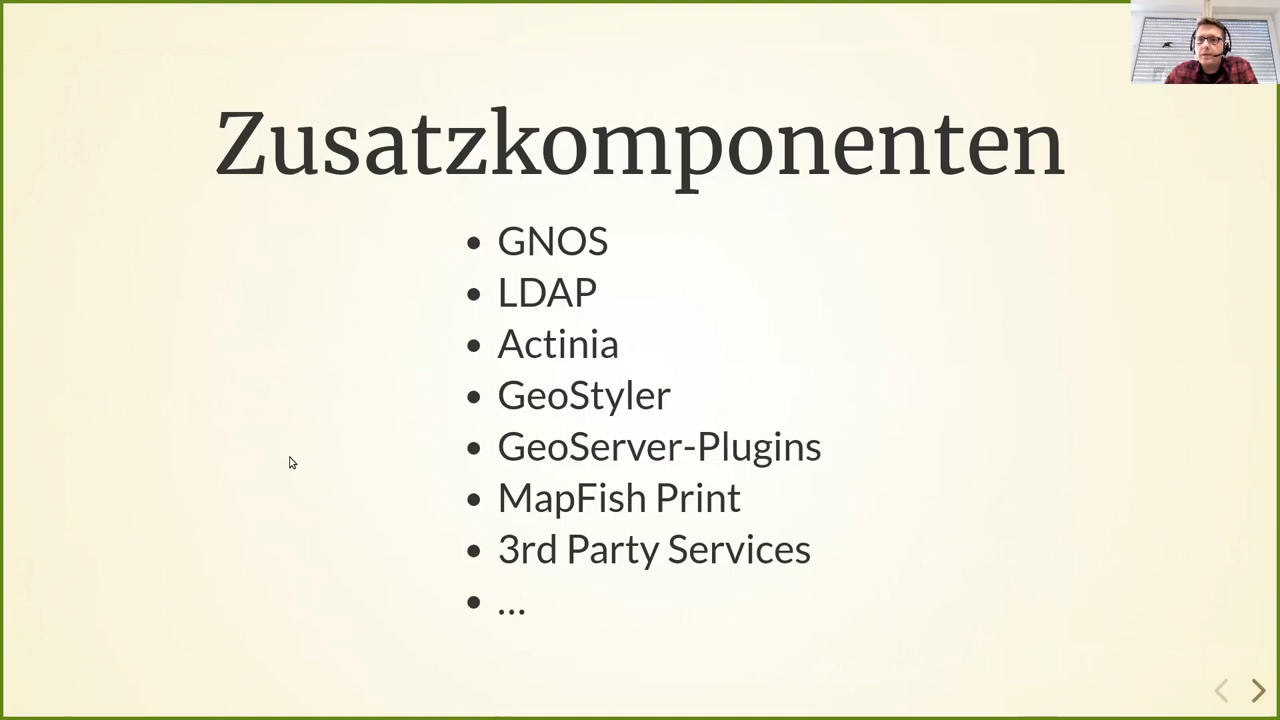 Zusatzkomponenten
• GNOS
• LDAP
• Actinia
• GeoStyler
• GeoServer-Plugins
• MapFish Print
• 3rd Party Services
• ...